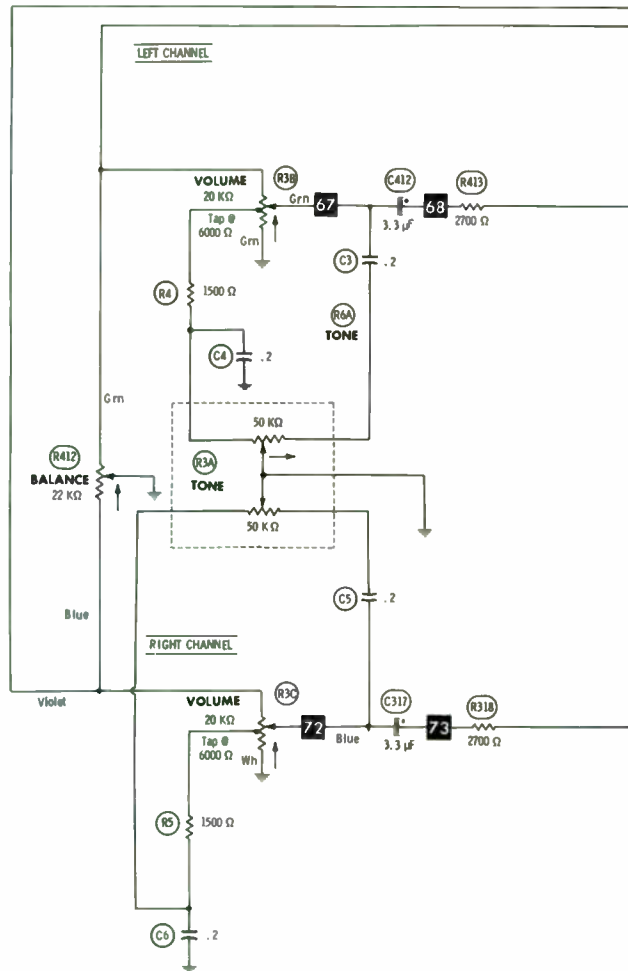 LEFT CHANNEL
VOLUME
20 KΩ
Tap @
6000 Ω
R3B
Grn
67
C412
68
R413
3.3 µF
2700 Ω
Grn
R4
1500 Ω
C3
.2
R6A
TONE
C4
.2
Grn
50 KΩ
R3A
TONE
R412
BALANCE
22 KΩ
50 KΩ
C5
.2
Blue
RIGHT CHANNEL
Violet
VOLUME
20 KΩ
Tap @
6000 Ω
R3C
72
Blue
C317
73
R318
3.3 µF
2700 Ω
Wh
R5
1500 Ω
C6
.2